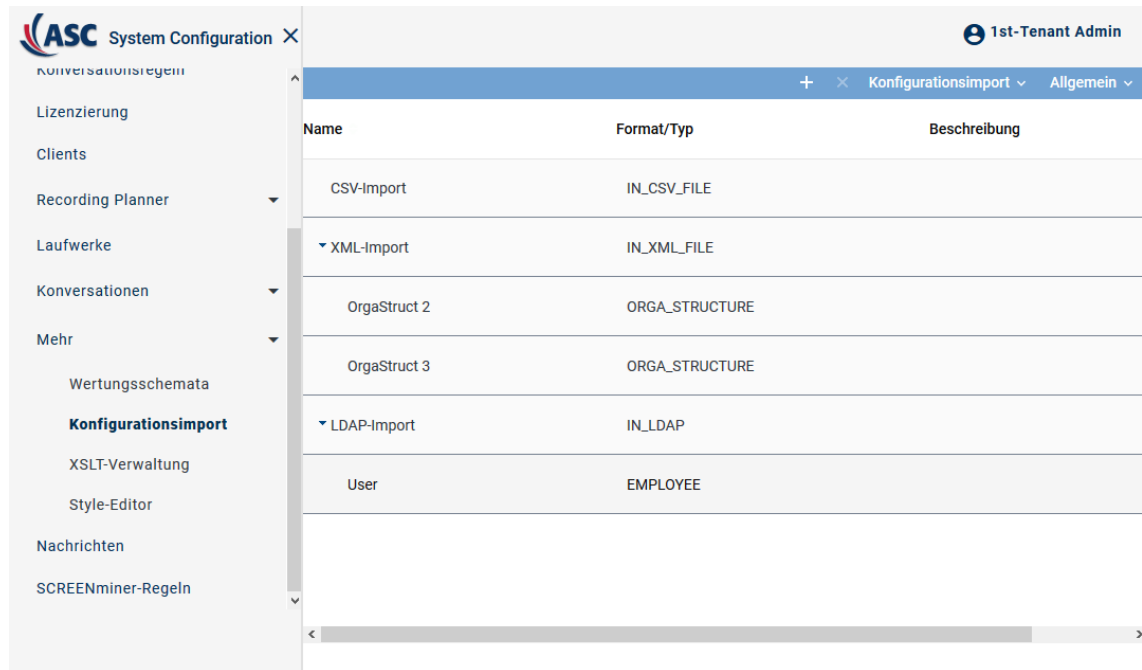 ASC System Configuration
1st-Tenant Admin
Konversationsregeln
Lizenzierung
Clients
Recording Planner
Laufwerke
Konversationen
Mehr
Wertungsschemata
Konfigurationsimport
XSLT-Verwaltung
Style-Editor
Nachrichten
SCREENminer-Regeln
Konfigurationsimport Allgemein
Name Format/Typ Beschreibung
CSV-Import IN_CSV_FILE
XML-Import IN_XML_FILE
OrgaStruct 2 ORGA_STRUCTURE
OrgaStruct 3 ORGA_STRUCTURE
LDAP-Import IN_LDAP
User EMPLOYEE